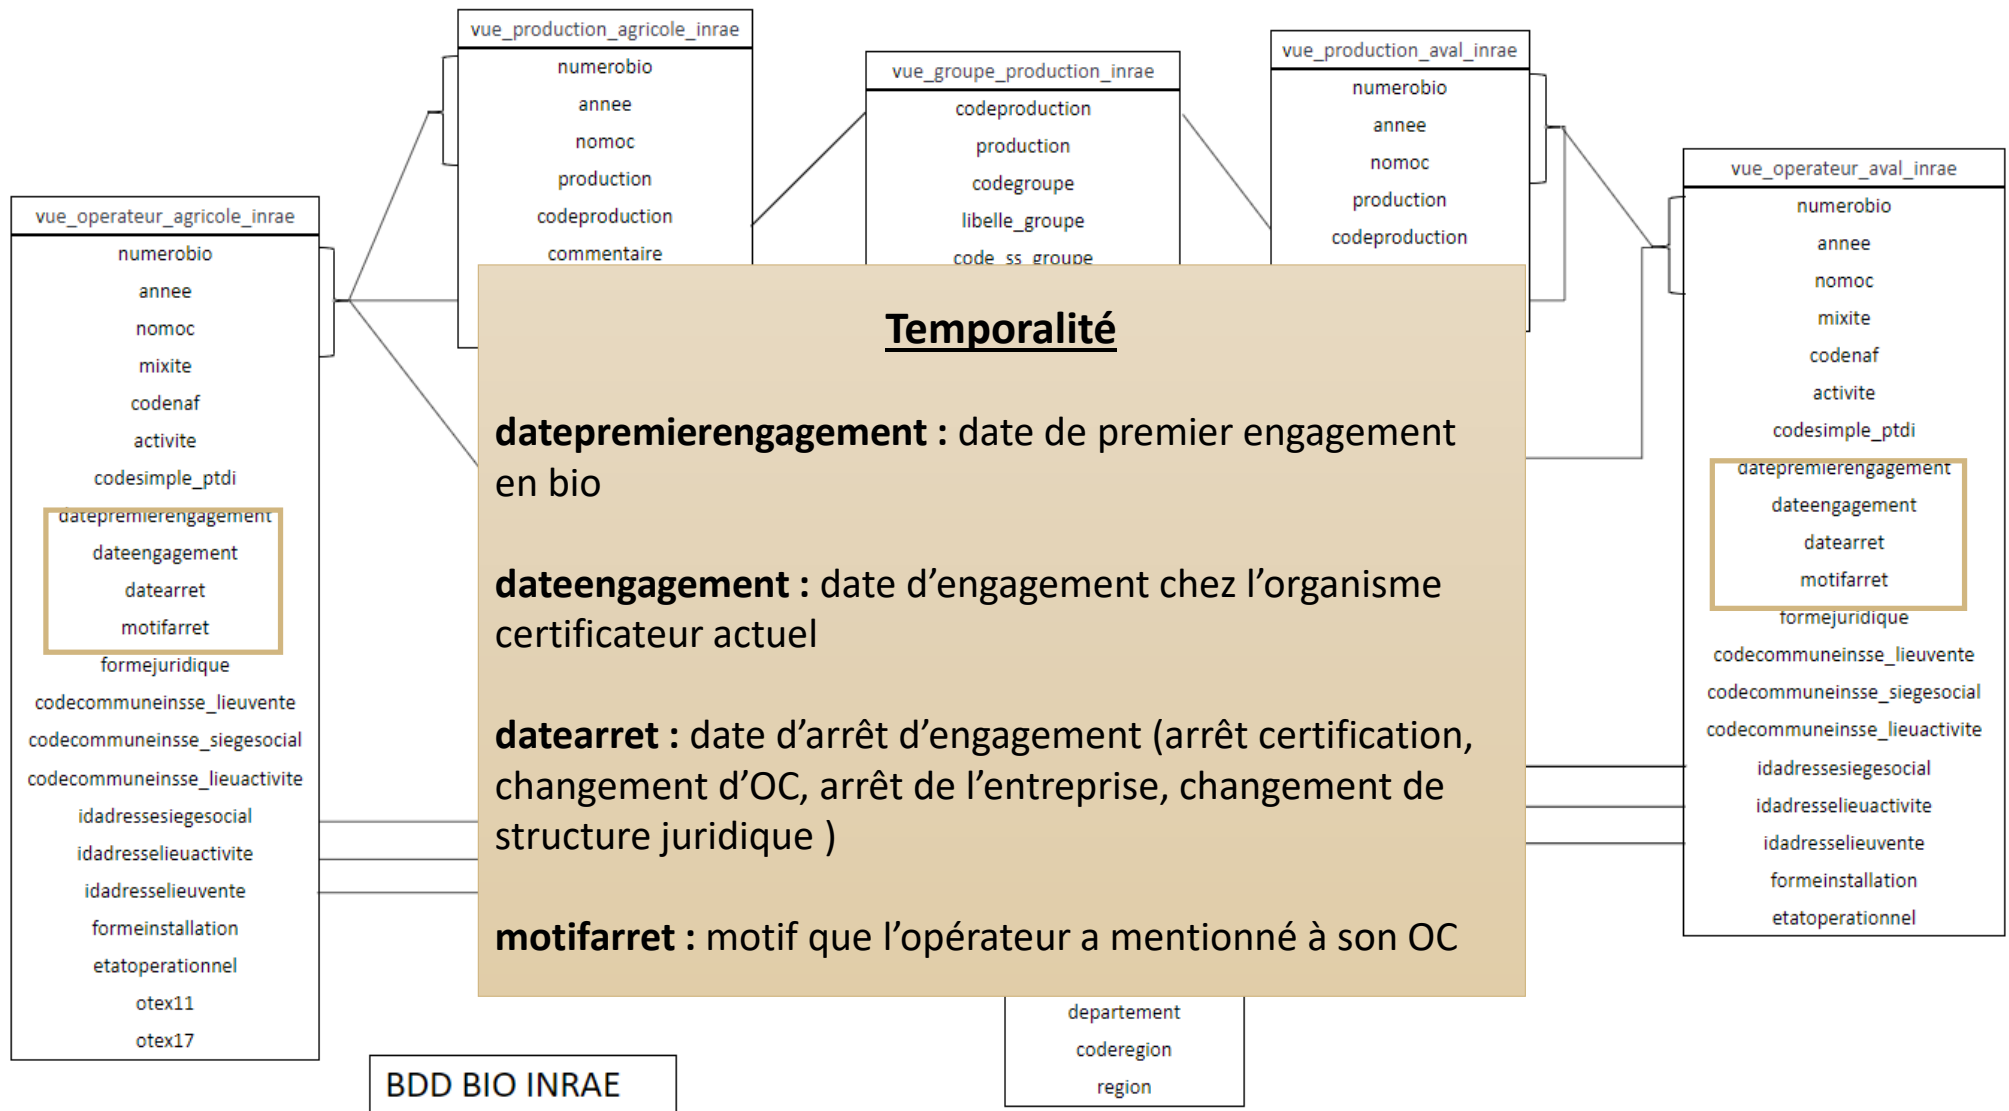 vue_production_agricole_inrae
numerobio
annee
nomoc
production
codeproduction
commentaire
vue_groupe_production_inrae
codeproduction
production
codegroupe
libelle_groupe
code_ss_groupe
vue_production_aval_inrae
numerobio
annee
nomoc
production
codeproduction
vue_operateur_agricole_inrae
numerobio
annee
nomoc
mixite
codenaf
activite
codesimple_ptdi
datepremierengagement
dateengagement
datearret
motifarret
formejuridique
codecommuneinsse_lieuvente
codecommuneinsse_siegesocial
codecommuneinsse_lieuactivite
idadressesiegesocial
idadresselieuactivite
idadresselieuvente
formeinstallation
etatoperationnel
otex11
otex17
Temporalité
datepremierengagement : date de premier engagement
en bio
dateengagement : date d’engagement chez l’organisme
certificateur actuel
datearret : date d’arrêt d’engagement (arrêt certification,
changement d’OC, arrêt de l’entreprise, changement de
structure juridique )
motifarret : motif que l’opérateur a mentionné à son OC
vue_operateur_aval_inrae
numerobio
annee
nomoc
mixite
codenaf
activite
codesimple_ptdi
datepremierengagement
dateengagement
datearret
motifarret
formejuridique
codecommuneinsse_lieuvente
codecommuneinsse_siegesocial
codecommuneinsse_lieuactivite
idadressesiegesocial
idadresselieuactivite
idadresselieuvente
formeinstallation
etatoperationnel
departement
coderegion
region
BDD BIO INRAE